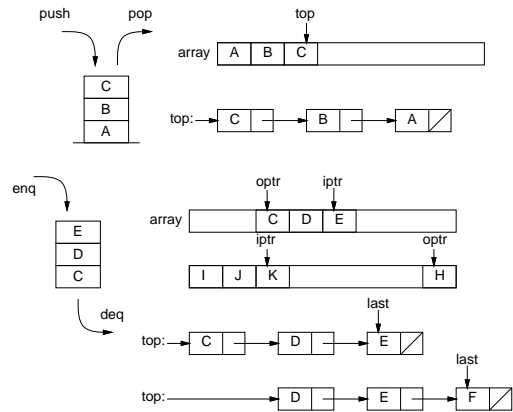 push pop top
array A B C
C
B
A
top: C B A
enq optr iptr
array C D E
E
D
C
iptr optr
I J K H
deq last
top: C D E
last
top: D E F